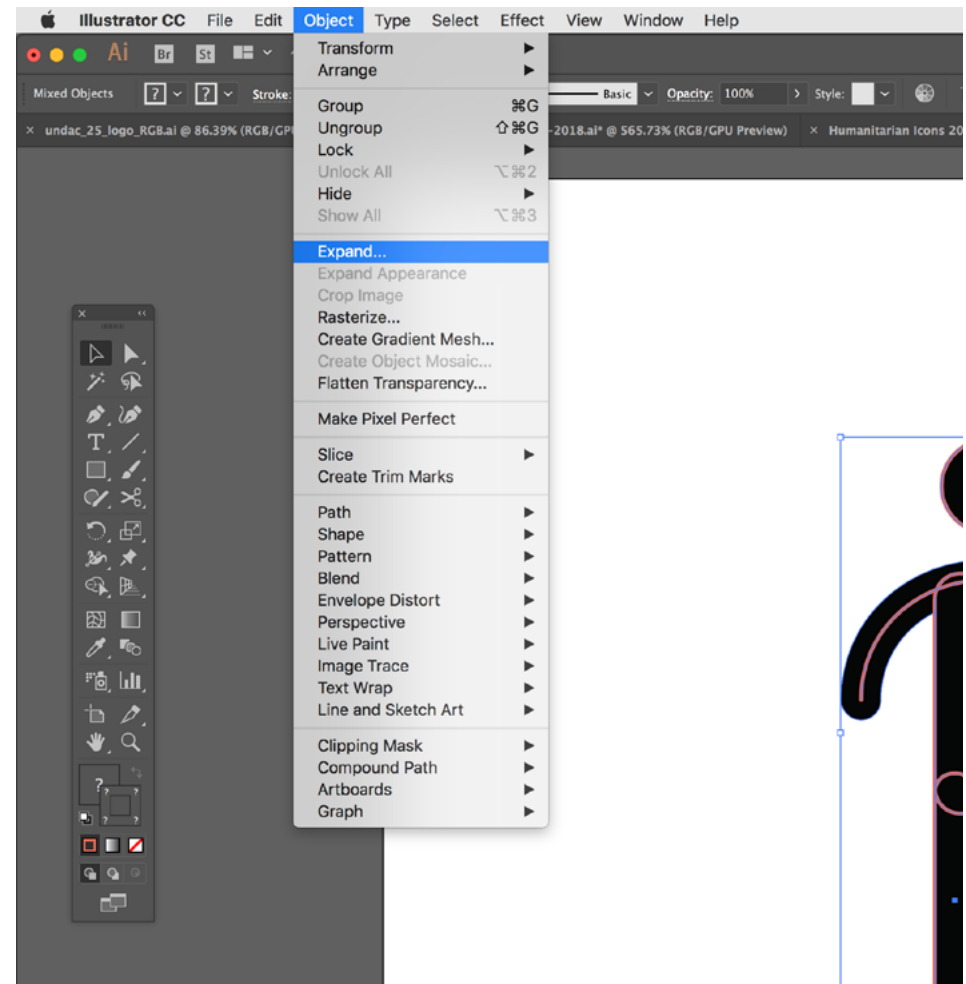 Illustrator CC File Edit Object Type Select Effect View Window Help
Ai Br St
Mixed Objects ? ? Stroke: Basic Opacity: 100% Style:
× undac_25_logo_RGB.ai @ 86.39% (RGB/GP -2018.ai* @ 565.73% (RGB/GPU Preview) × Humanitarian Icons 20
Transform
Arrange
Group ⌘G
Ungroup ⇧⌘G
Lock
Unlock All ⌥⌘2
Hide
Show All ⌥⌘3
Expand...
Expand Appearance
Crop Image
Rasterize...
Create Gradient Mesh...
Create Object Mosaic...
Flatten Transparency...
Make Pixel Perfect
Slice
Create Trim Marks
Path
Shape
Pattern
Blend
Envelope Distort
Perspective
Live Paint
Image Trace
Text Wrap
Line and Sketch Art
Clipping Mask
Compound Path
Artboards
Graph